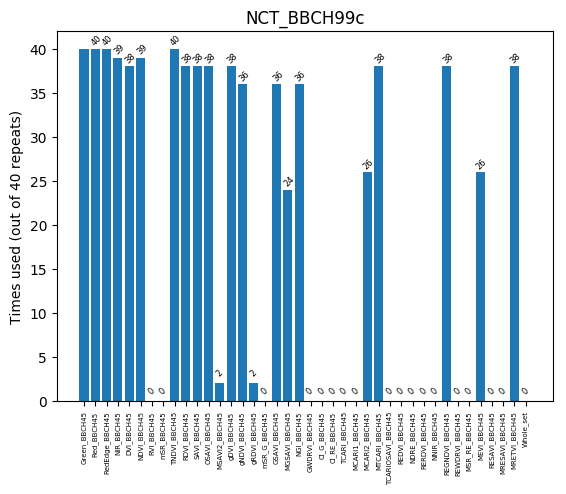 NCT_BBCH99c
Times used (out of 40 repeats)
40
35
30
25
20
15
10
5
0
40
40
39
38
39
0
0
40
38
38
38
2
38
36
2
0
36
24
36
0
0
0
0
0
26
38
0
0
0
0
0
38
0
0
26
0
0
38
0
Green_BBCH45
Red_BBCH45
RedEdge_BBCH45
NIR_BBCH45
DVI_BBCH45
NDVI_BBCH45
RVI_BBCH45
mSR_BBCH45
TNDVI_BBCH45
RDVI_BBCH45
SAVI_BBCH45
OSAVI_BBCH45
MSAVI2_BBCH45
gDVI_BBCH45
gNDVI_BBCH45
gRDVI_BBCH45
mSR_G_BBCH45
GSAVI_BBCH45
MGSAVI_BBCH45
NGI_BBCH45
GWDRVI_BBCH45
CI_G_BBCH45
CI_RE_BBCH45
TCARI_BBCH45
MCARI1_BBCH45
MCARI2_BBCH45
MTCARI_BBCH45
TCARIOSAVI_BBCH45
REDVI_BBCH45
NDRE_BBCH45
RERDVI_BBCH45
NNIR_BBCH45
REGNDVI_BBCH45
REWDRVI_BBCH45
MSR_RE_BBCH45
MEVI_BBCH45
RESAVI_BBCH45
MRESAVI_BBCH45
MRETVI_BBCH45
Whole_set